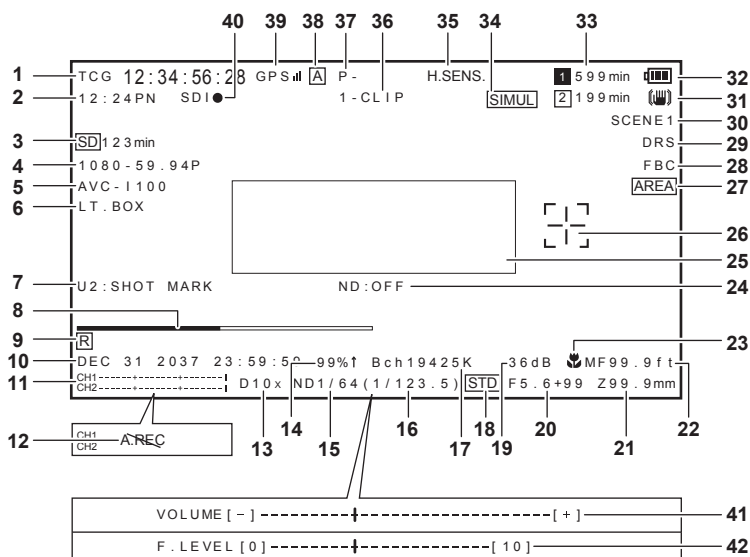 40 39 38 37 36 35 34 33
1 TCG 12:34:56:28 GPS A P- H.SENS. 1 599min 32
2 12:24PN SDI● 1-CLIP SIMUL 2 199min 31
SCENE1 30
3 SD 123min DRS 29
4 1080-59.94P FBC 28
5 AVC-I100 AREA 27
6 LT.BOX
26
25
7 U2:SHOT MARK ND:OFF 24
8
9 R 23
10 DEC 31 2037 23:59:59 99%↑ Bch19425K 36dB MF99.9ft
11 CH1
CH2 D10x ND1/64(1/123.5) STD F5.6+99 Z99.9mm 22
12 CH1
CH2 A.REC 13 14 15 16 17 18 19 20 21
VOLUME[-] [+] 41
F.LEVEL[0] [10] 42